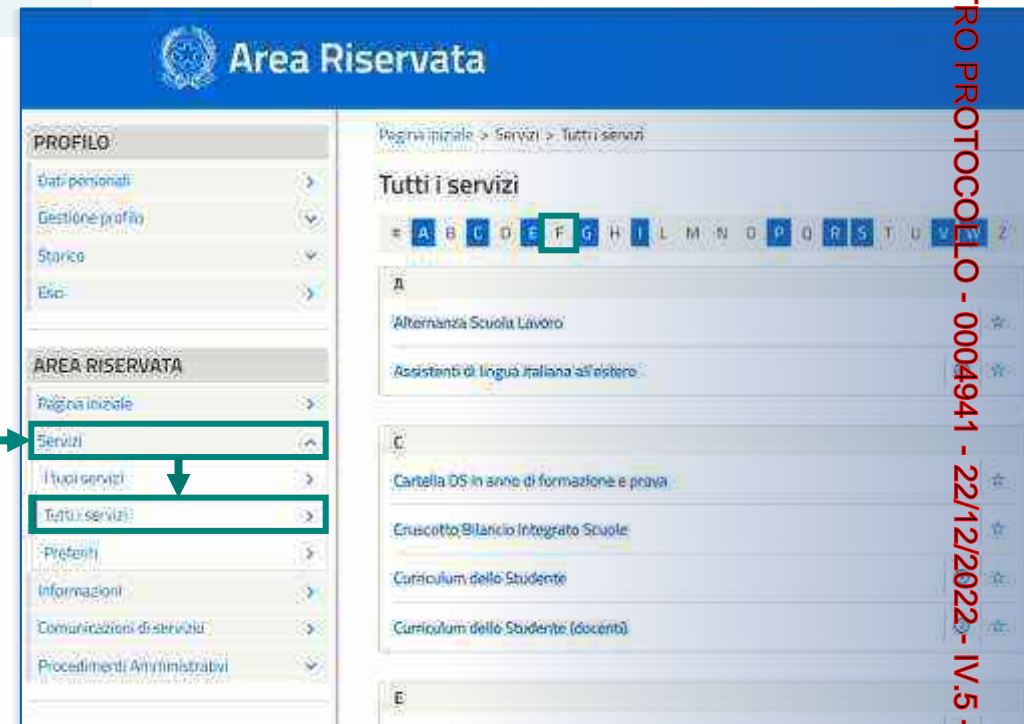 Area Riservata
PROFILO
Dati personali
Gestione profilo
Storico
Esci
AREA RISERVATA
Pagina iniziale
Servizi
I tuoi servizi
Tutti i servizi
Preferiti
Informazioni
Comunicazioni di servizio
Procedimenti Amministrativi
Pagina iniziale > Servizi > Tutti i servizi
Tutti i servizi
# A B C D E F G H I L M N O P Q R S T U V W Z
A
Alternanza Scuola Lavoro
Assistenti di lingua italiana all'estero
C
Cartella DS in anno di formazione e prova
Cruscotto Bilancio Integrato Scuole
Curriculum dello Studente
Curriculum dello Studente (docenti)
E
TRO PROTOCOLLO - 0004941 - 22/12/2022 - IV.5 -